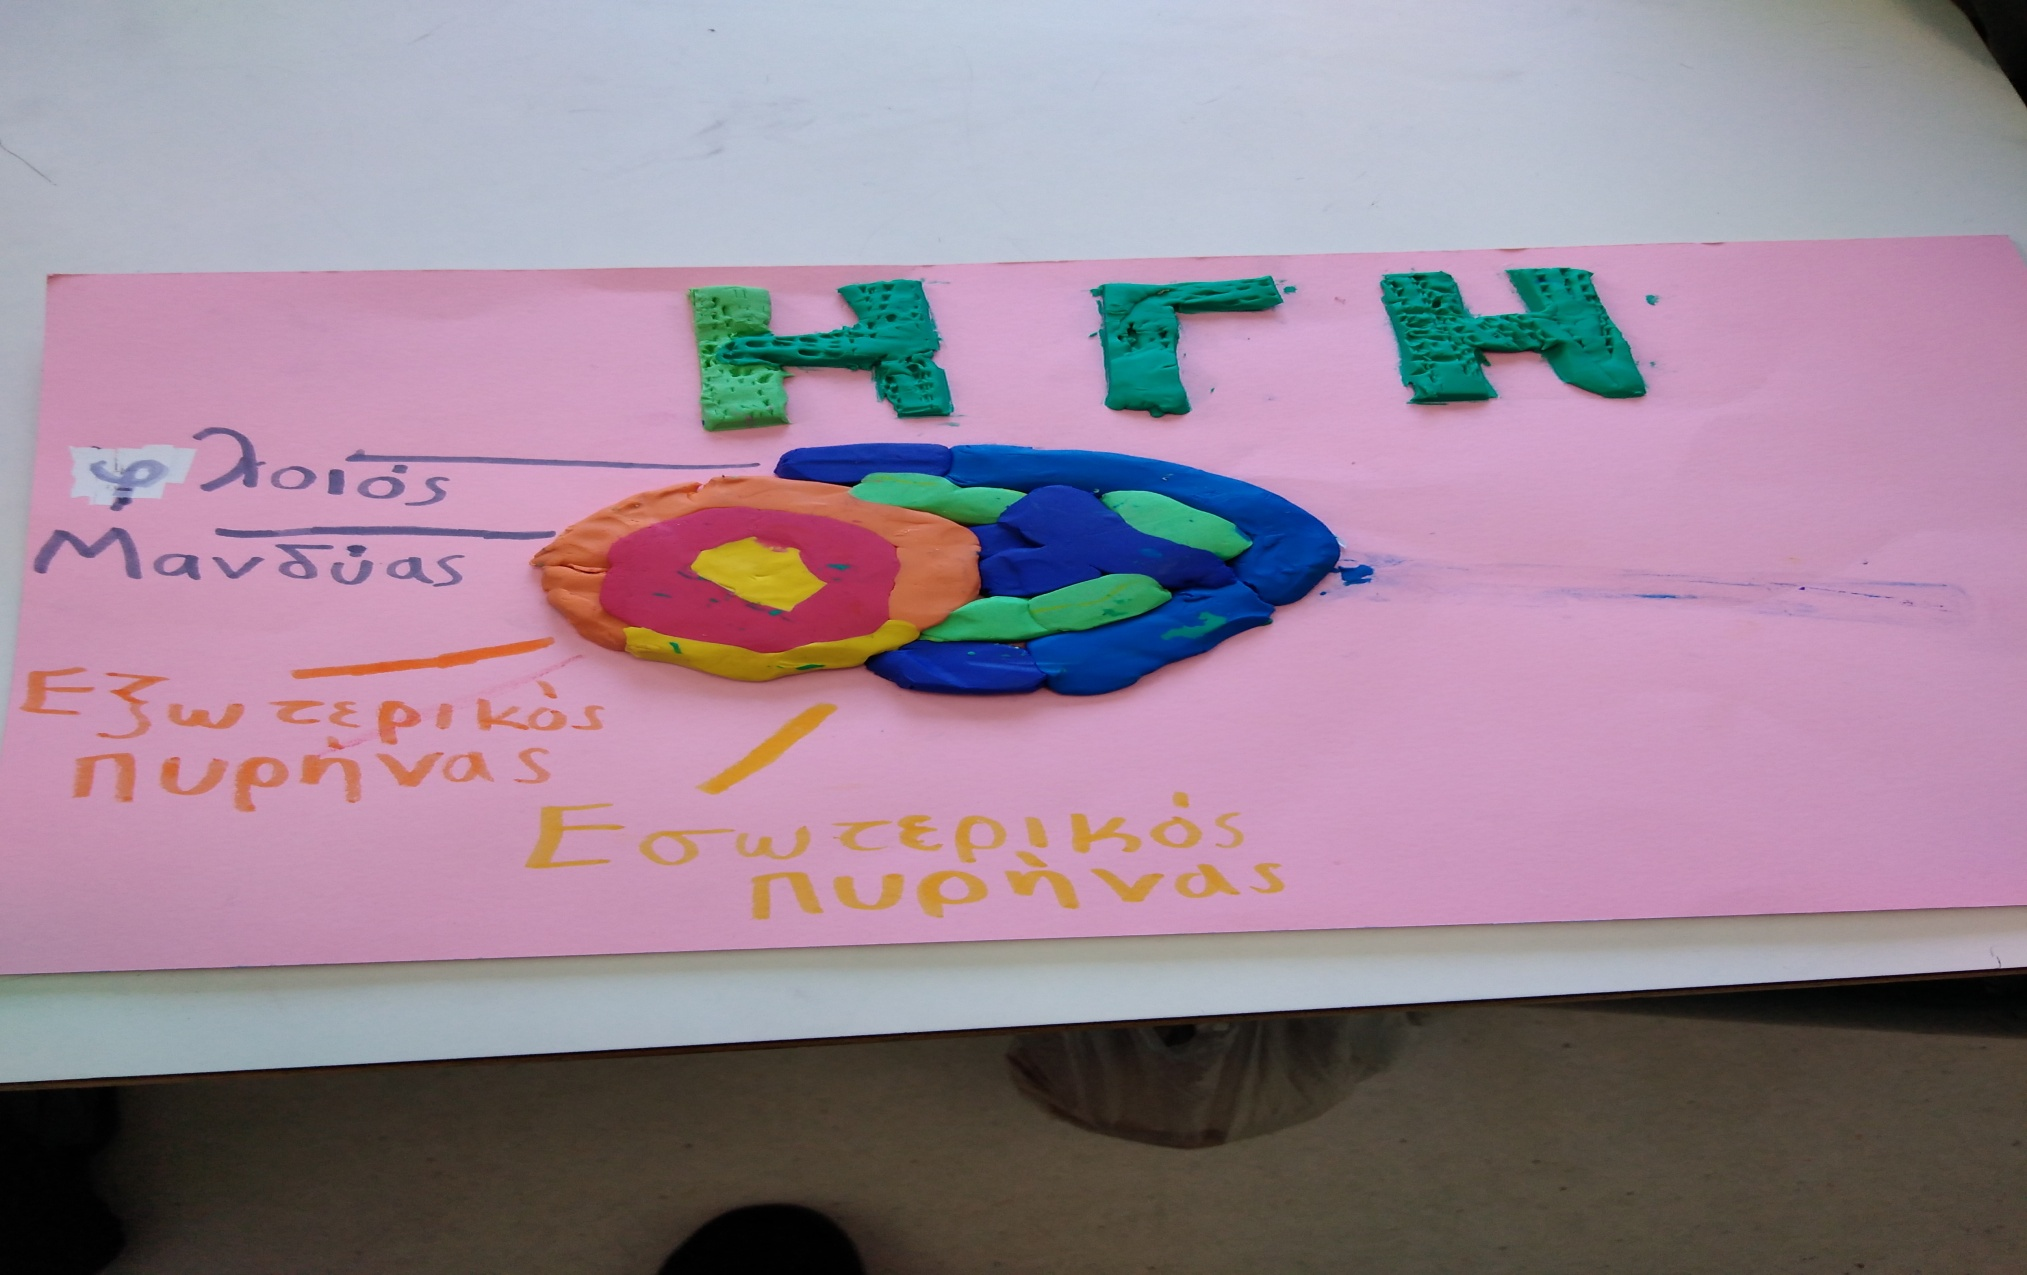 Η ΓΗ
φλοιός
Μανδύας
Εξωτερικός
πυρήνας
Εσωτερικός
πυρήνας